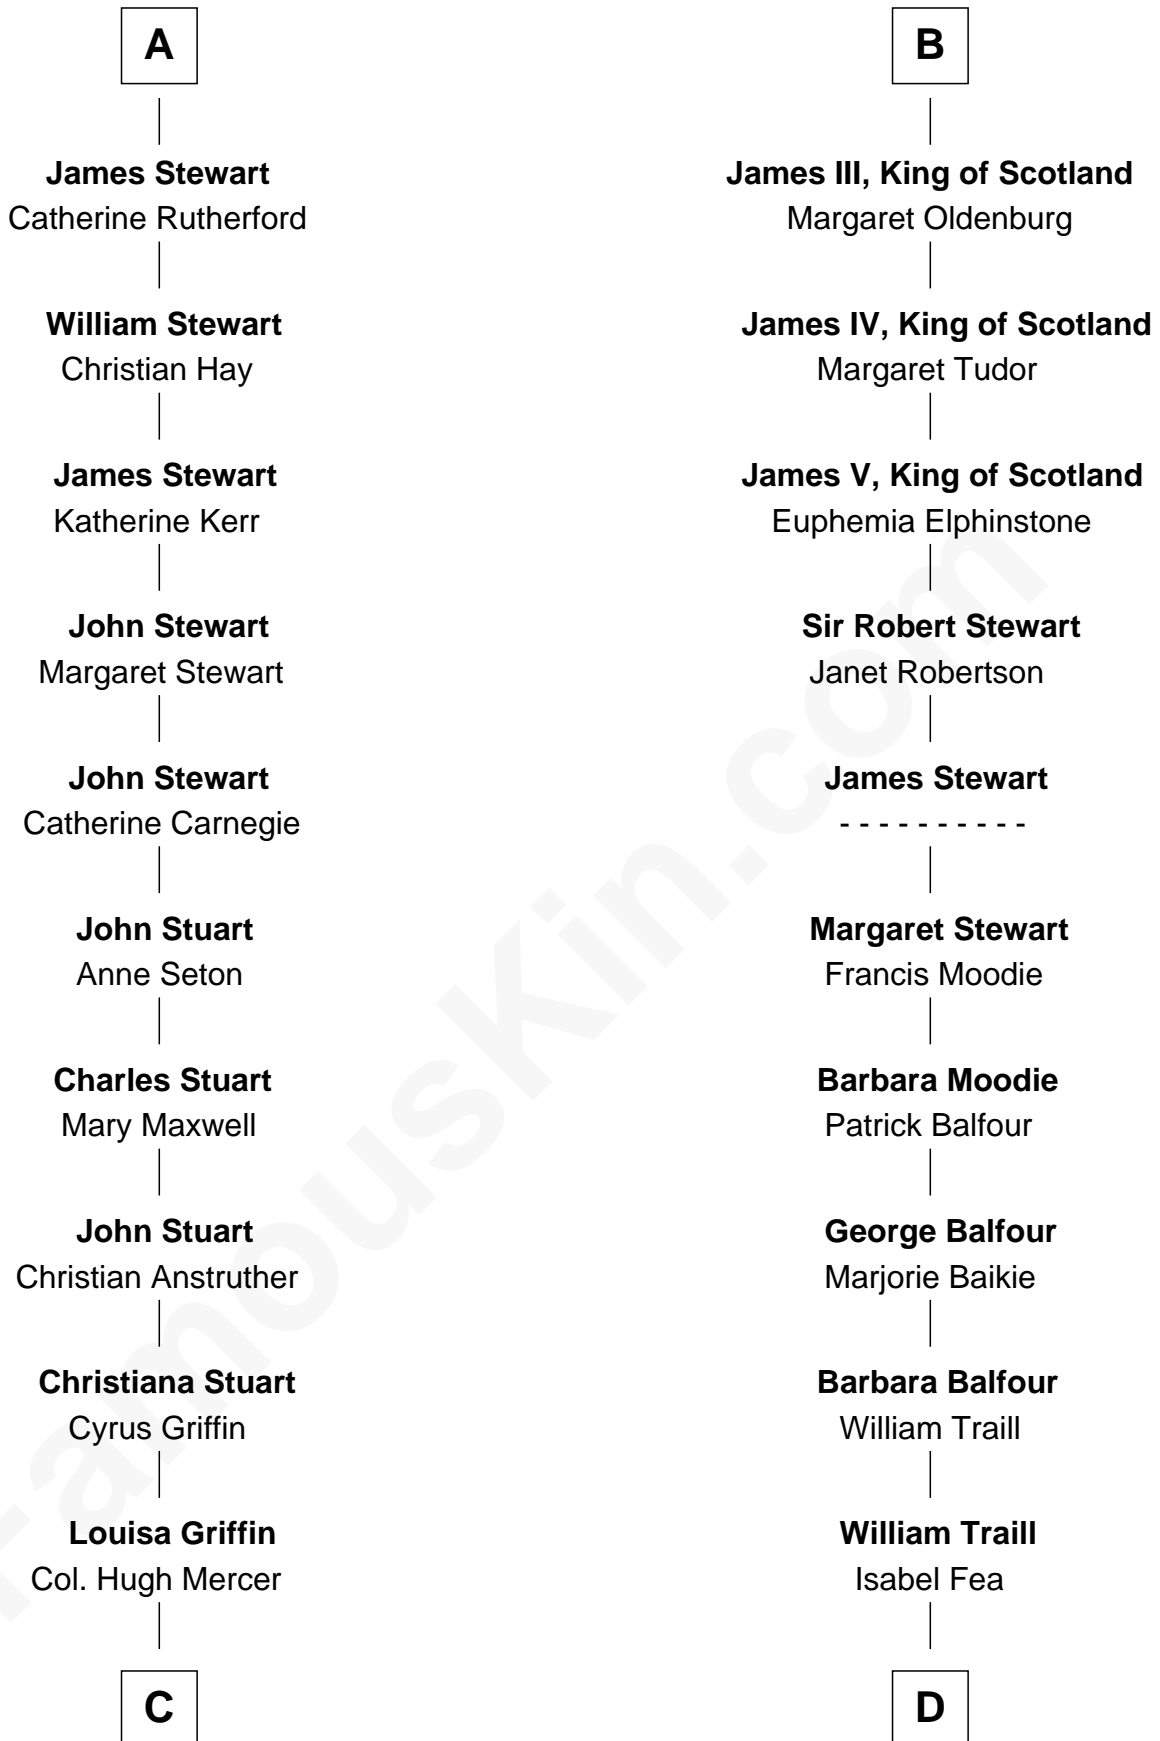 A
James Stewart
Catherine Rutherford
William Stewart
Christian Hay
James Stewart
Katherine Kerr
John Stewart
Margaret Stewart
John Stewart
Catherine Carnegie
John Stuart
Anne Seton
Charles Stuart
Mary Maxwell
John Stuart
Christian Anstruther
Christiana Stuart
Cyrus Griffin
Louisa Griffin
Col. Hugh Mercer
C
B
James III, King of Scotland
Margaret Oldenburg
James IV, King of Scotland
Margaret Tudor
James V, King of Scotland
Euphemia Elphinstone
Sir Robert Stewart
Janet Robertson
James Stewart
- - - - - - - - - -
Margaret Stewart
Francis Moodie
Barbara Moodie
Patrick Balfour
George Balfour
Marjorie Baikie
Barbara Balfour
William Traill
William Traill
Isabel Fea
D
FamousKin.com